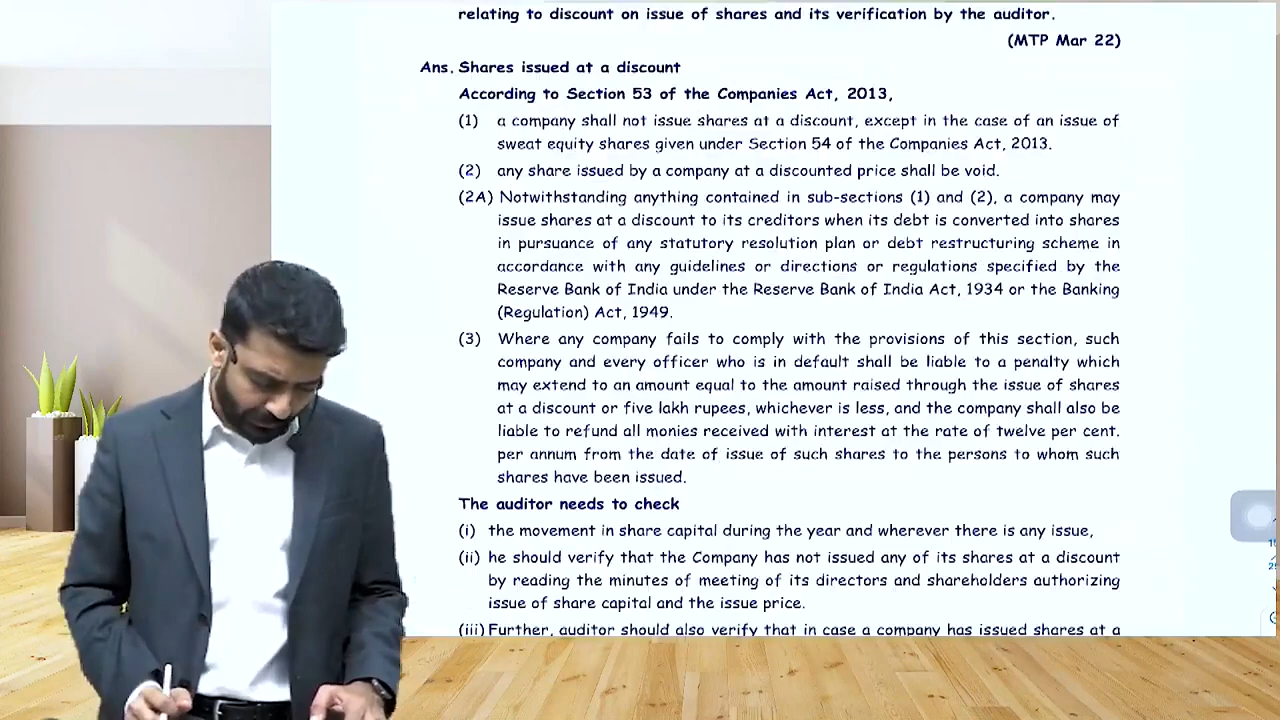 relating to discount on issue of shares and its verification by the auditor.
(MTP Mar 22)
Ans. Shares issued at a discount
According to Section 53 of the Companies Act, 2013,
(1) a company shall not issue shares at a discount, except in the case of an issue of
sweat equity shares given under Section 54 of the Companies Act, 2013.
(2) any share issued by a company at a discounted price shall be void.
(2A) Notwithstanding anything contained in sub-sections (1) and (2), a company may
issue shares at a discount to its creditors when its debt is converted into shares
in pursuance of any statutory resolution plan or debt restructuring scheme in
accordance with any guidelines or directions or regulations specified by the
Reserve Bank of India under the Reserve Bank of India Act, 1934 or the Banking
(Regulation) Act, 1949.
(3) Where any company fails to comply with the provisions of this section, such
company and every officer who is in default shall be liable to a penalty which
may extend to an amount equal to the amount raised through the issue of shares
at a discount or five lakh rupees, whichever is less, and the company shall also be
liable to refund all monies received with interest at the rate of twelve per cent.
per annum from the date of issue of such shares to the persons to whom such
shares have been issued.
The auditor needs to check
(i) the movement in share capital during the year and wherever there is any issue,
(ii) he should verify that the Company has not issued any of its shares at a discount
by reading the minutes of meeting of its directors and shareholders authorizing
issue of share capital and the issue price.
(iii) Further, auditor should also verify that in case a company has issued shares at a